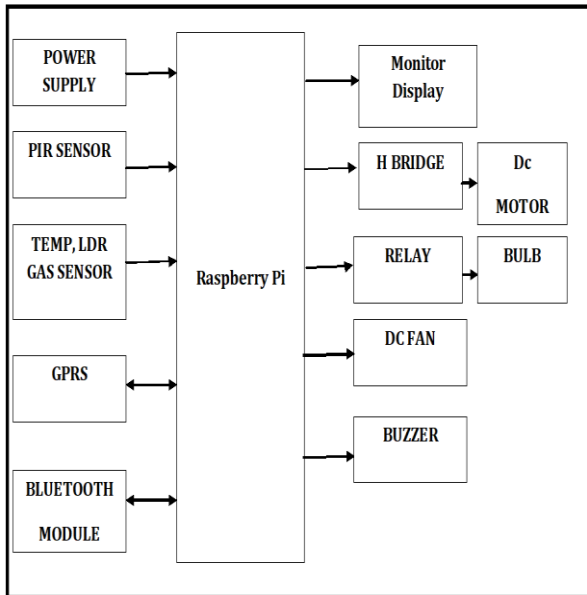 POWER
SUPPLY
PIR SENSOR
TEMP, LDR
GAS SENSOR
GPRS
BLUETOOTH
MODULE
Raspberry Pi
Monitor
Display
H BRIDGE
Dc
MOTOR
RELAY
BULB
DC FAN
BUZZER